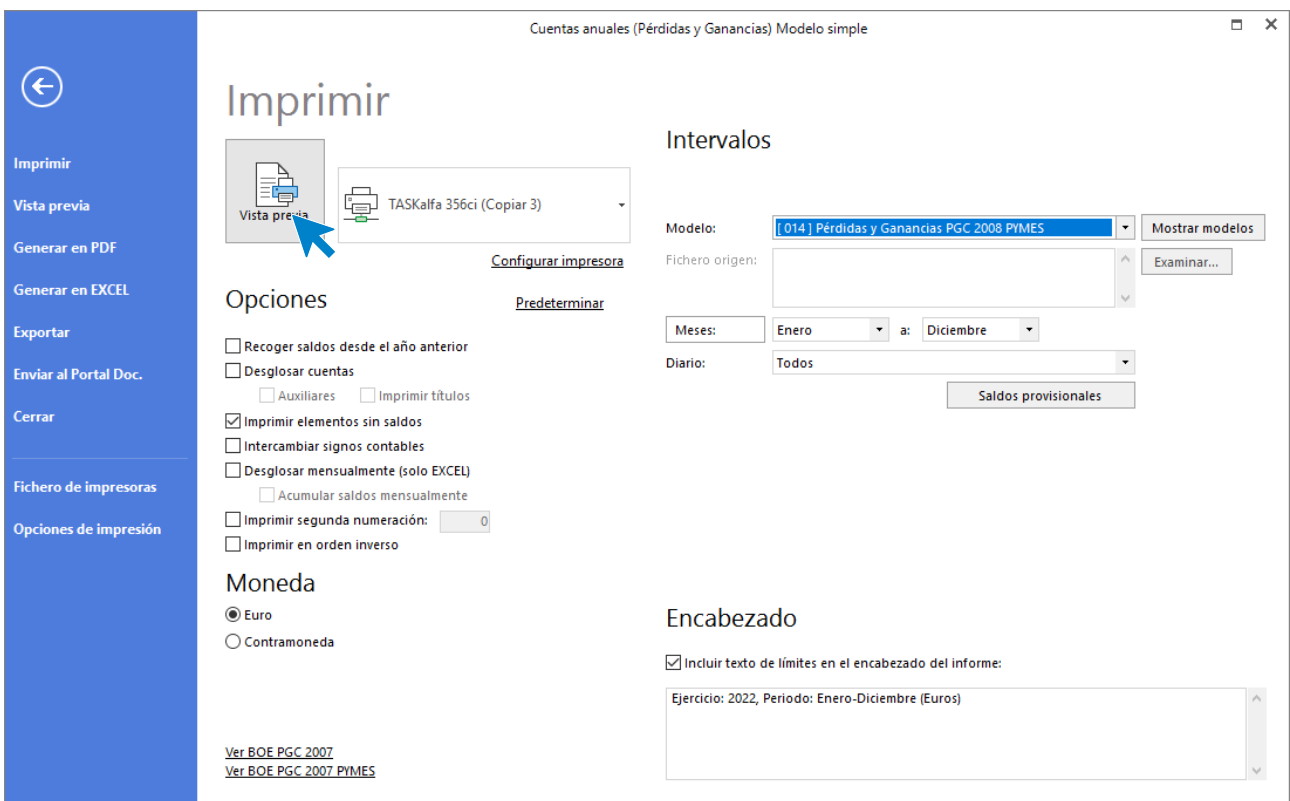 Cuentas anuales (Pérdidas y Ganancias) Modelo simple
Imprimir
Vista previa
Generar en PDF
Generar en EXCEL
Exportar
Enviar al Portal Doc.
Cerrar
Fichero de impresoras
Opciones de impresión
Imprimir
Vista previa
TASKalfa 356ci (Copiar 3)
Configurar impresora
Opciones
Predeterminar
Recoger saldos desde el año anterior
Desglosar cuentas
Auxiliares Imprimir títulos
Imprimir elementos sin saldos
Intercambiar signos contables
Desglosar mensualmente (solo EXCEL)
Acumular saldos mensualmente
Imprimir segunda numeración: 0
Imprimir en orden inverso
Moneda
Euro
Contramoneda
Ver BOE PGC 2007
Ver BOE PGC 2007 PYMES
Intervalos
Modelo: [ 014 ] Pérdidas y Ganancias PGC 2008 PYMES Mostrar modelos
Fichero origen: Examinar...
Meses: Enero a: Diciembre
Diario: Todos
Saldos provisionales
Encabezado
Incluir texto de límites en el encabezado del informe:
Ejercicio: 2022, Periodo: Enero-Diciembre (Euros)